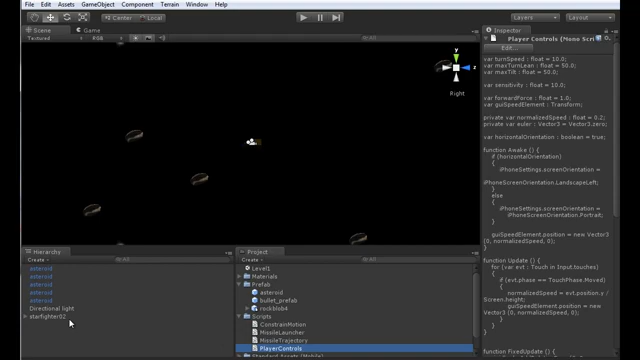 File Edit Assets GameObject Component Terrain Window Help
Center Local
Layers Layout
Scene Game
Textured RGB All
y
z
Right
Inspector
Player Controls (Mono Scri
Edit...
var turnSpeed : float = 10.0;
var maxTurnLean : float = 50.0;
var maxTilt : float = 50.0;
var sensitivity : float = 10.0;
var forwardForce : float = 1.0;
var guiSpeedElement : Transform;
private var normalizedSpeed : float = 0.2;
private var euler : Vector3 = Vector3.zero;
var horizontalOrientation : boolean = true;
function Awake () {
if (horizontalOrientation)
{
iPhoneSettings.screenOrientation =
iPhoneScreenOrientation.LandscapeLeft;
}
else
{
iPhoneSettings.screenOrientation =
iPhoneScreenOrientation.Portrait;
}
guiSpeedElement.position = new Vector3
(0, normalizedSpeed, 0);
}
function Update () {
for (var evt : Touch in Input.touches)
{
if (evt.phase == TouchPhase.Moved)
{
normalizedSpeed = evt.position.y /
Screen.height;
guiSpeedElement.position = new Vector3
(0, normalizedSpeed, 0);
}
}
}
function FixedUpdate () {
Hierarchy
Create All
asteroid
asteroid
asteroid
asteroid
asteroid
Directional light
starfighter02
Project
Create All
Level1
Materials
Prefab
asteroid
bullet_prefab
rockblob4
Scripts
ConstrainMotion
MissileLauncher
MissileTrajectory
PlayerControls
Standard Assets (Mobile)